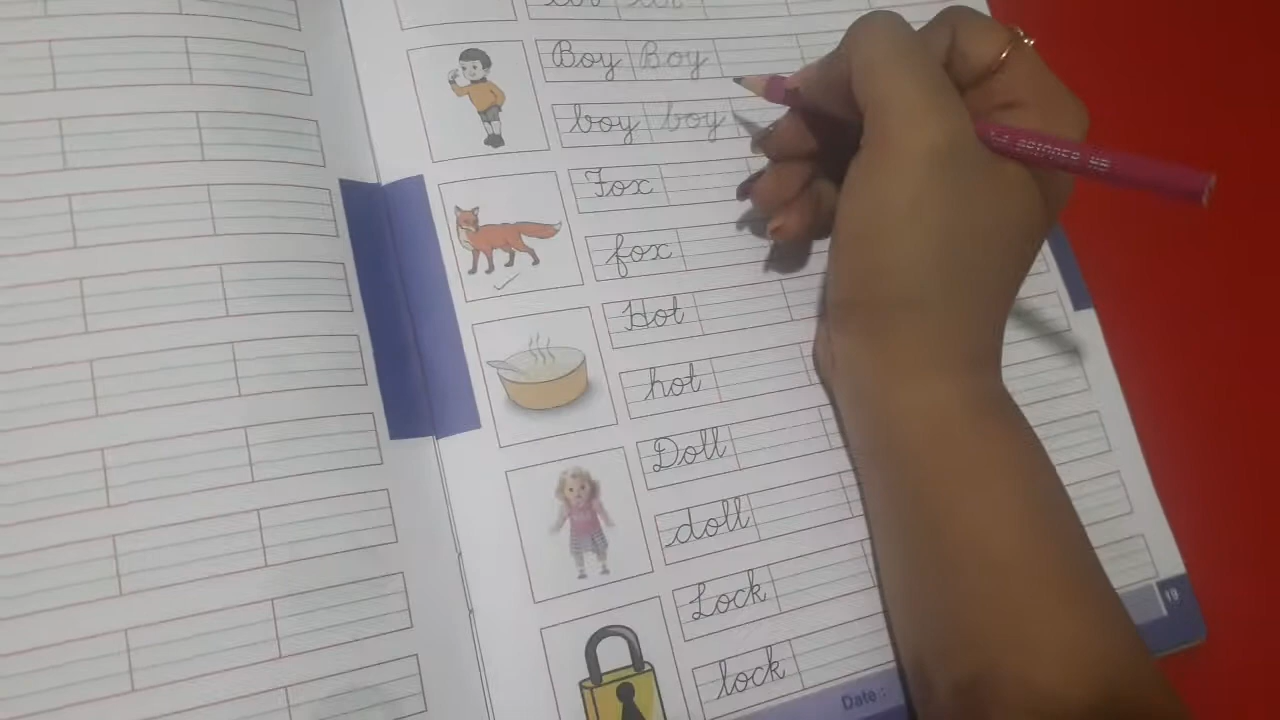 Boy Boy
boy boy
Fox
fox
Hot
hot
Doll
doll
Lock
lock
Date :
19